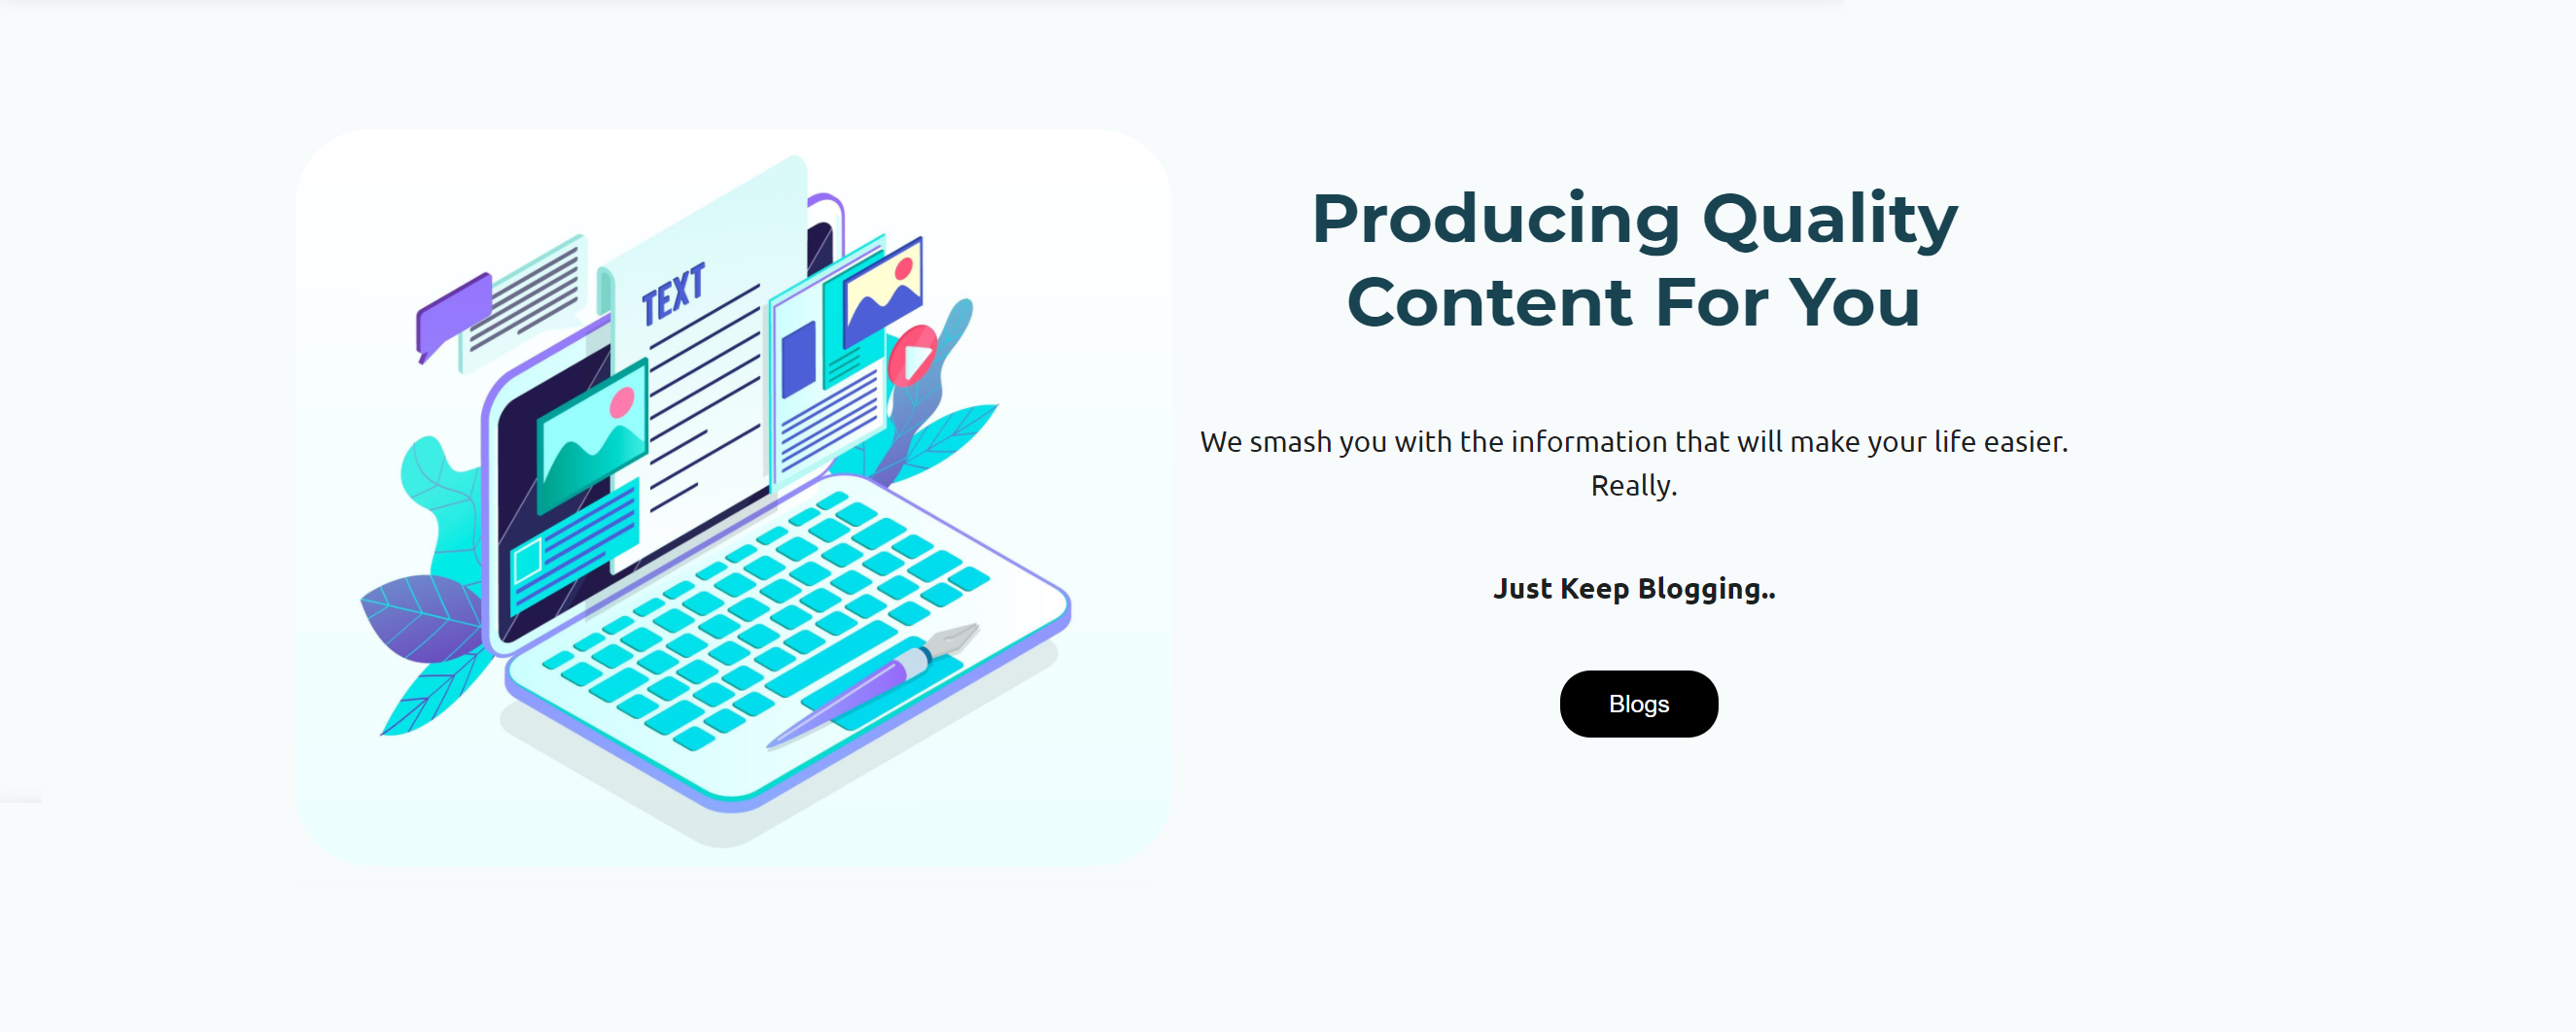 TEXT
Producing Quality
Content For You
We smash you with the information that will make your life easier.
Really.
Just Keep Blogging..
Blogs